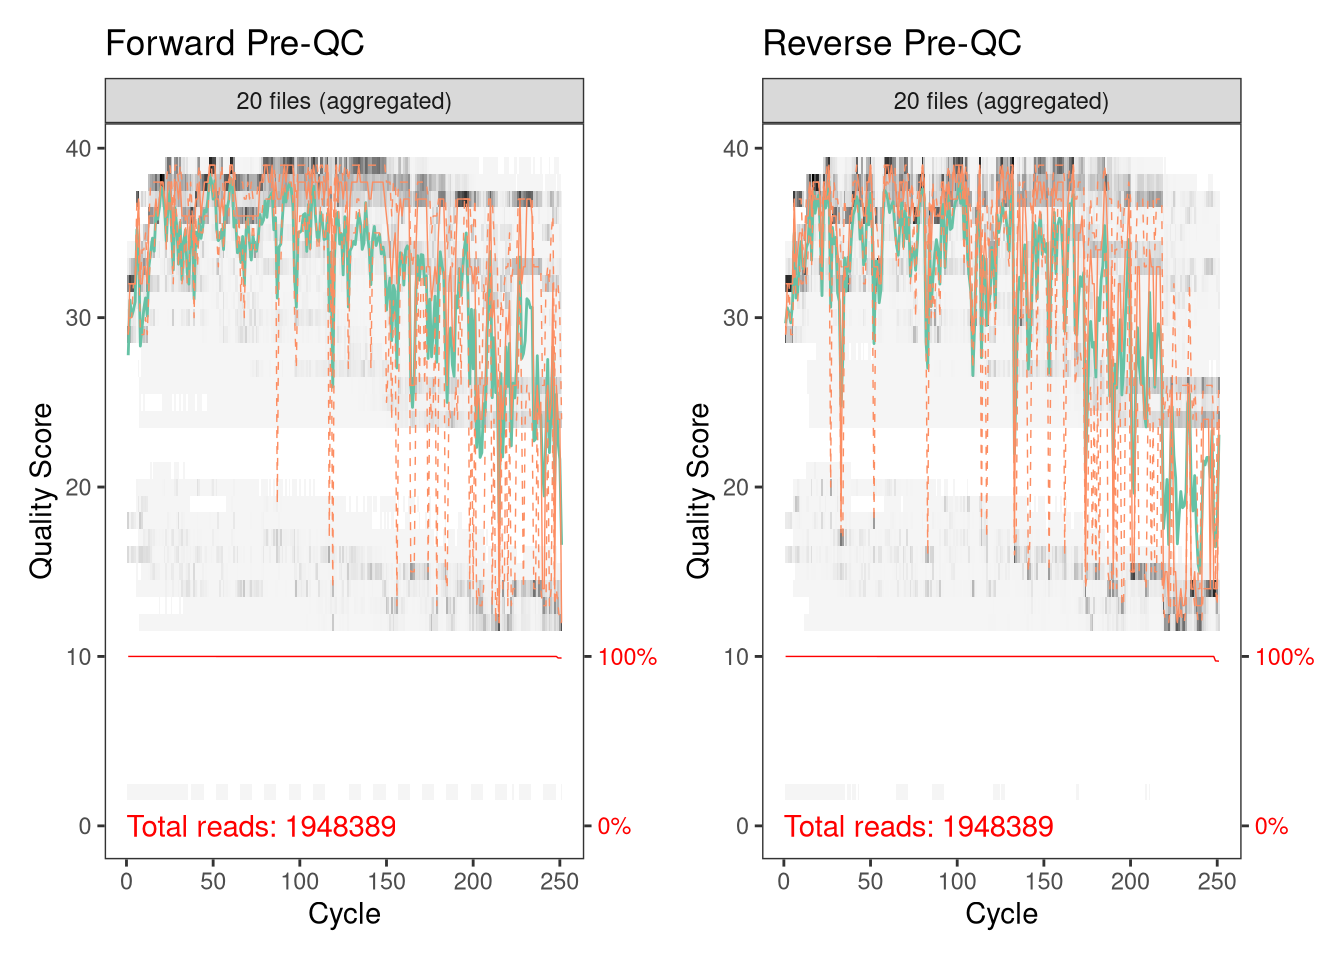 Forward Pre-QC
20 files (aggregated)
40
30
20
10
0
Quality Score
100%
0%
Total reads: 1948389
0 50 100 150 200 250
Cycle
Reverse Pre-QC
20 files (aggregated)
40
30
20
10
0
Quality Score
100%
0%
Total reads: 1948389
0 50 100 150 200 250
Cycle